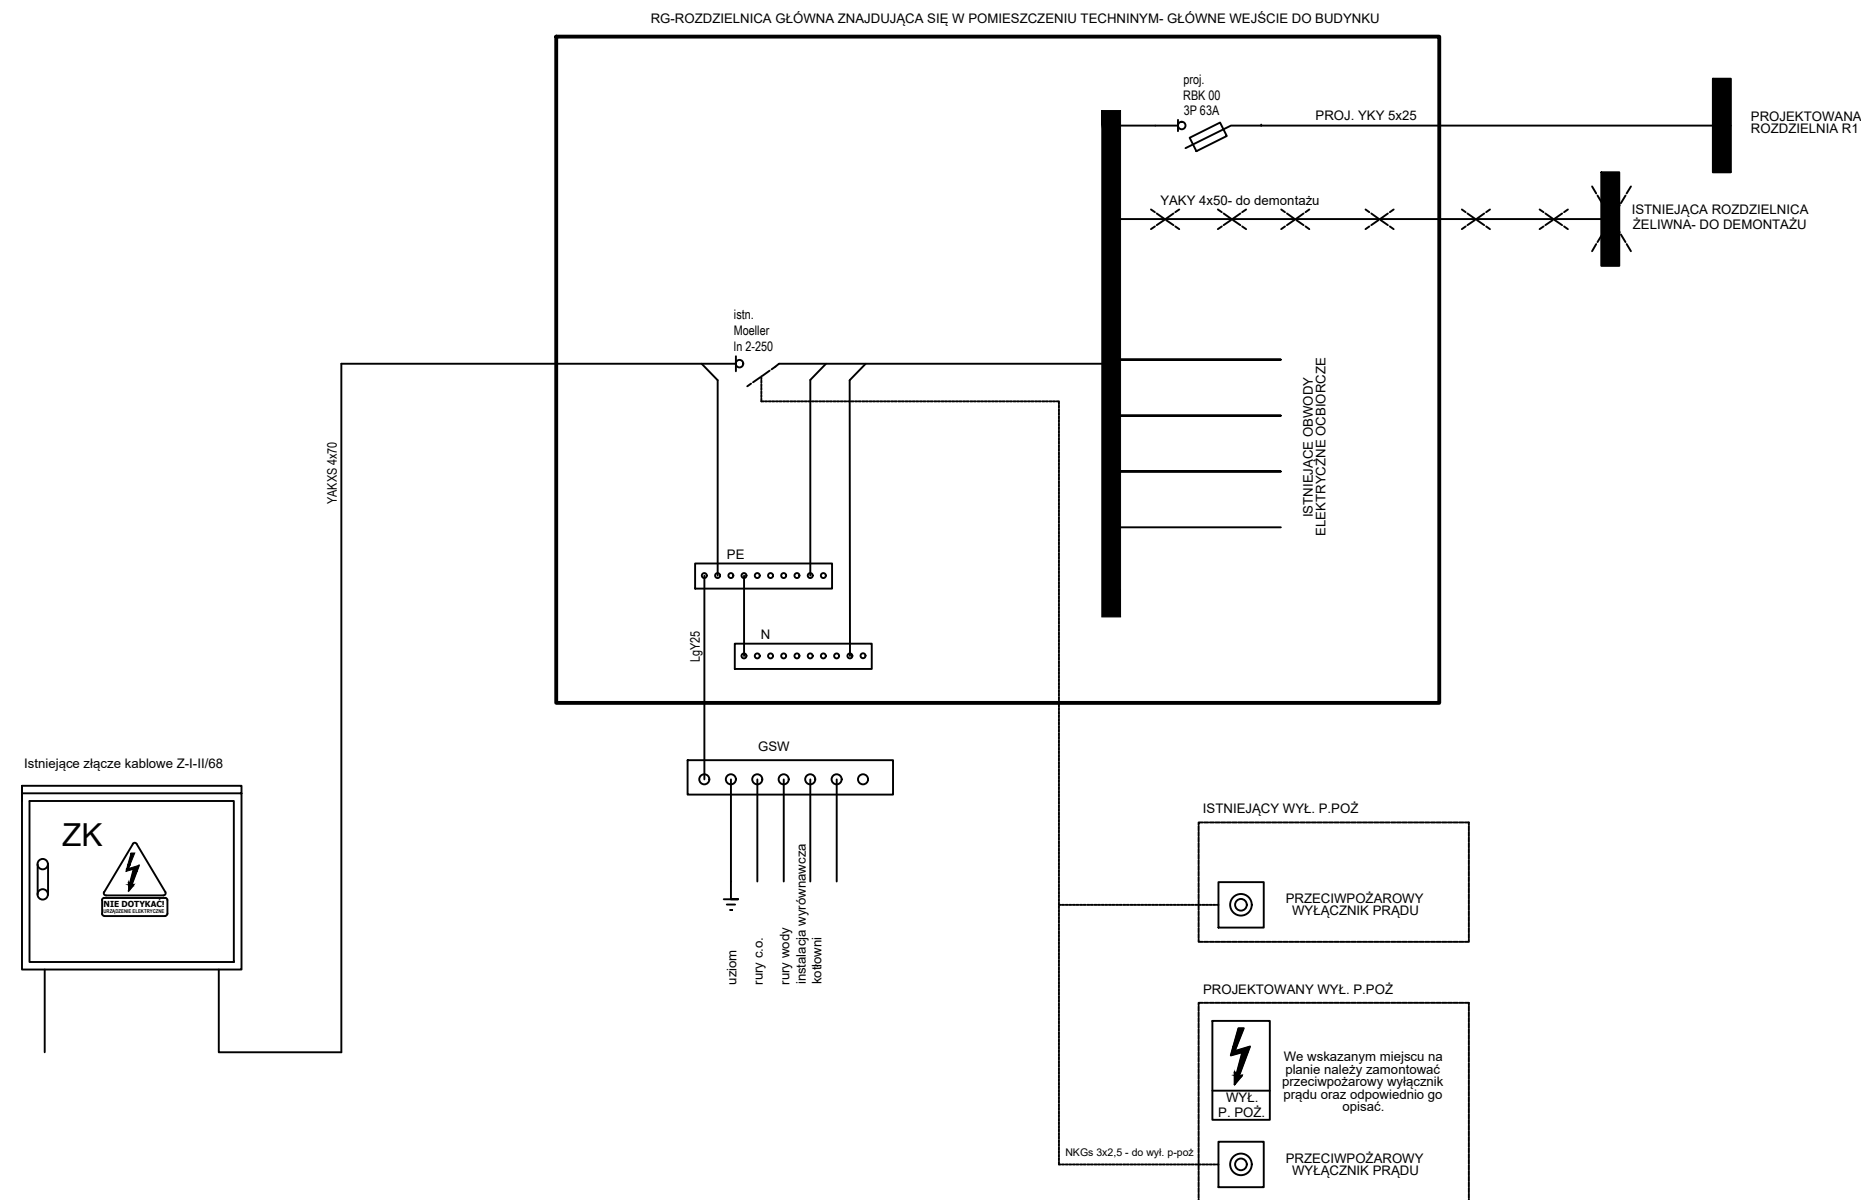 RG-ROZDZIELNICA GŁÓWNA ZNAJDUJĄCA SIĘ W POMIESZCZENIU TECHNINYM- GŁÓWNE WEJŚCIE DO BUDYNKU
proj.
RBK 00
3P 63A
PROJ. YKY 5x25
PROJEKTOWANA
ROZDZIELNIA R1
YAKY 4x50- do demontażu
ISTNIEJĄCA ROZDZIELNICA
ŻELIWNA- DO DEMONTAŻU
istn.
Moeller
In 2-250
ISTNIEJĄCE OBWODY
ELEKTRYCZNE OCBIORCZE
YAKXS 4x70
PE
N
LgY25
GSW
Istniejące złącze kablowe Z-I-II/68
ZK
NIE DOTYKAĆ!
URZĄDZENIE ELEKTRYCZNE
uziom
rury c.o.
rury wody
instalacja wyrównawcza
kotłowni
ISTNIEJĄCY WYŁ. P.POŻ
PRZECIWPOŻAROWY
WYŁĄCZNIK PRĄDU
PROJEKTOWANY WYŁ. P.POŻ
We wskazanym miejscu na
planie należy zamontować
przeciwpożarowy wyłącznik
prądu oraz odpowiednio go
opisać.
WYŁ.
P. POŻ.
NKGs 3x2,5 - do wył. p-poż
PRZECIWPOŻAROWY
WYŁĄCZNIK PRĄDU